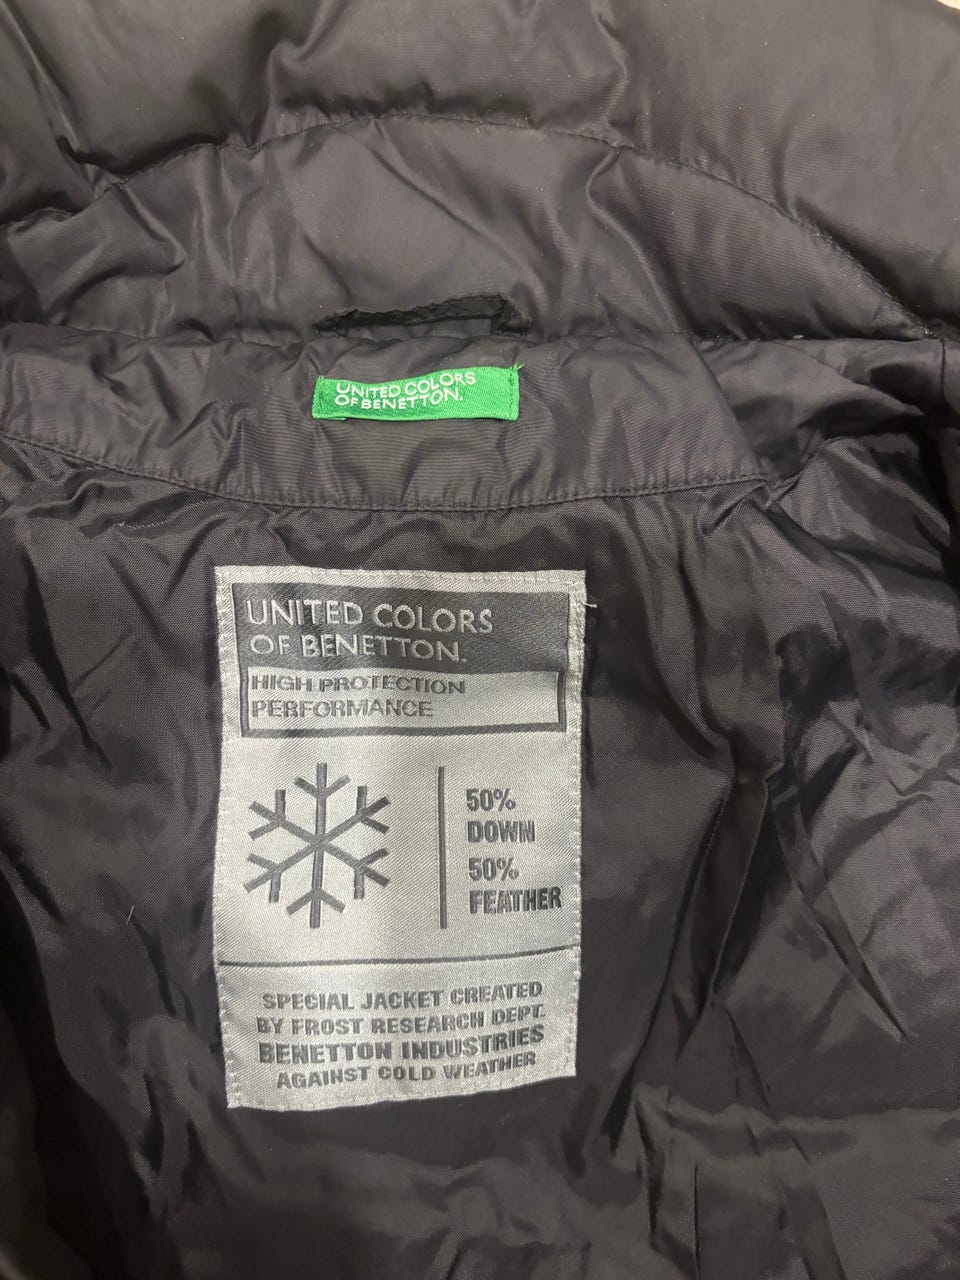 UNITED COLORS
OF BENETTON.
UNITED COLORS
OF BENETTON.
HIGH PROTECTION
PERFORMANCE
50%
DOWN
50%
FEATHER
SPECIAL JACKET CREATED
BY FROST RESEARCH DEPT.
BENETTON INDUSTRIES
AGAINST COLD WEATHER